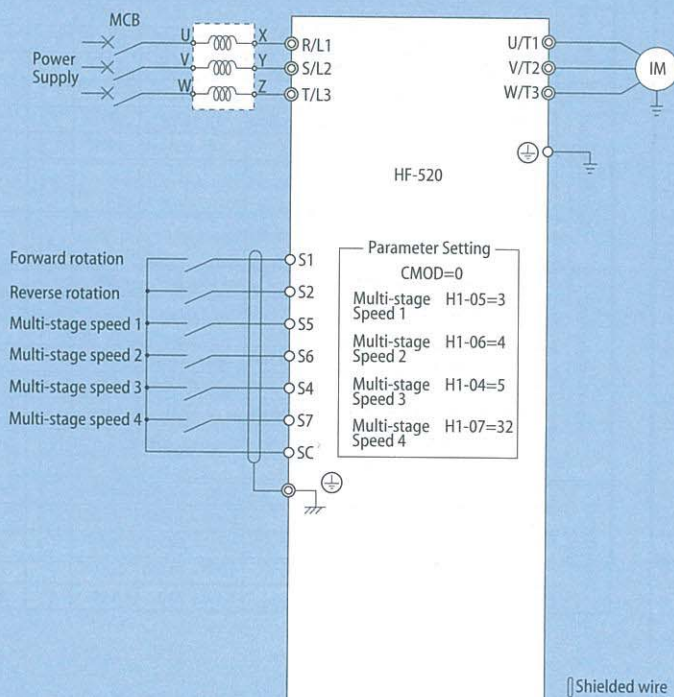 MCB
Power
Supply
U
X
V
Y
W
Z
R/L1
S/L2
T/L3
U/T1
V/T2
W/T3
IM
HF-520
Forward rotation
S1
Reverse rotation
S2
Multi-stage speed 1
S5
Multi-stage speed 2
S6
Multi-stage speed 3
S4
Multi-stage speed 4
S7
SC
Parameter Setting
CMOD=0
Multi-stage
Speed 1
H1-05=3
Multi-stage
Speed 2
H1-06=4
Multi-stage
Speed 3
H1-04=5
Multi-stage
Speed 4
H1-07=32
Shielded wire